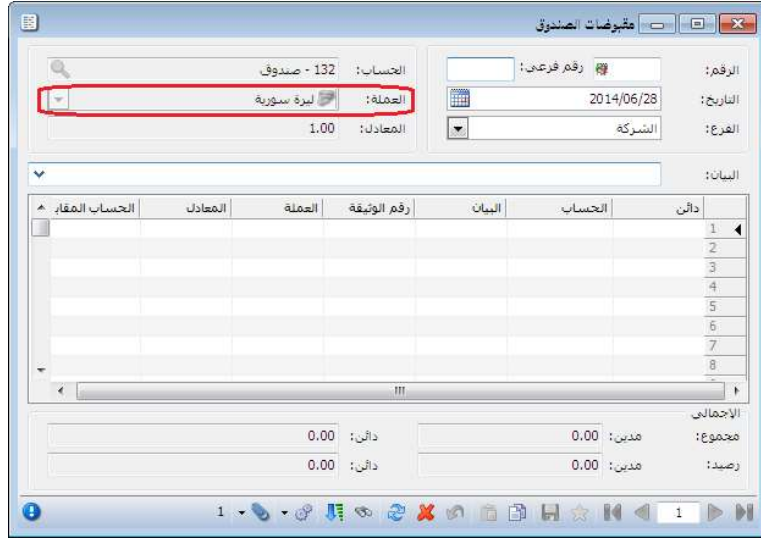 مقبوضات الصندوق
الرقم: رقم فرعي: الحساب: 132 - صندوق
التاريخ: 2014/06/28 العملة: ليرة سورية
الفرع: الشركة المعادل: 1.00
البيان:
دائن الحساب البيان رقم الوثيقة العملة المعادل الحساب المقاب
1
2
3
4
5
6
7
8
الإجمالي
مجموع: مدين: 0.00 دائن: 0.00
رصيد: مدين: 0.00 دائن: 0.00
1 1